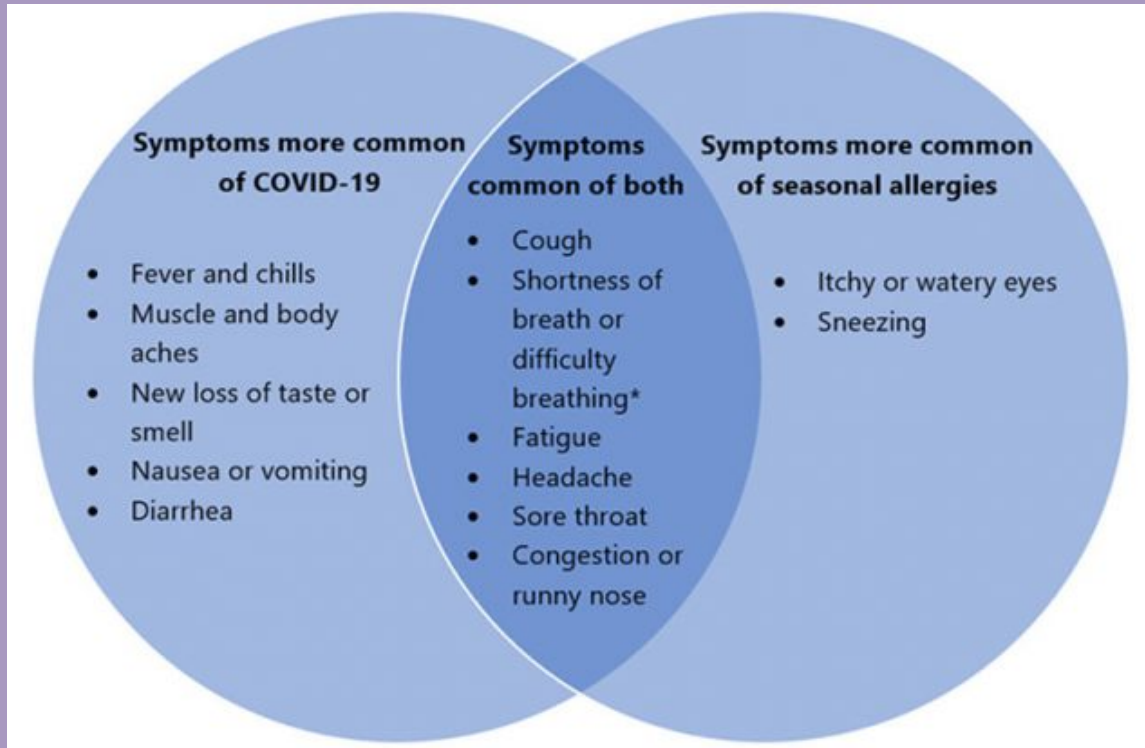 Symptoms more common
of COVID-19
• Fever and chills
• Muscle and body
aches
• New loss of taste or
smell
• Nausea or vomiting
• Diarrhea
Symptoms
common of both
• Cough
• Shortness of
breath or
difficulty
breathing*
• Fatigue
• Headache
• Sore throat
• Congestion or
runny nose
Symptoms more common
of seasonal allergies
• Itchy or watery eyes
• Sneezing